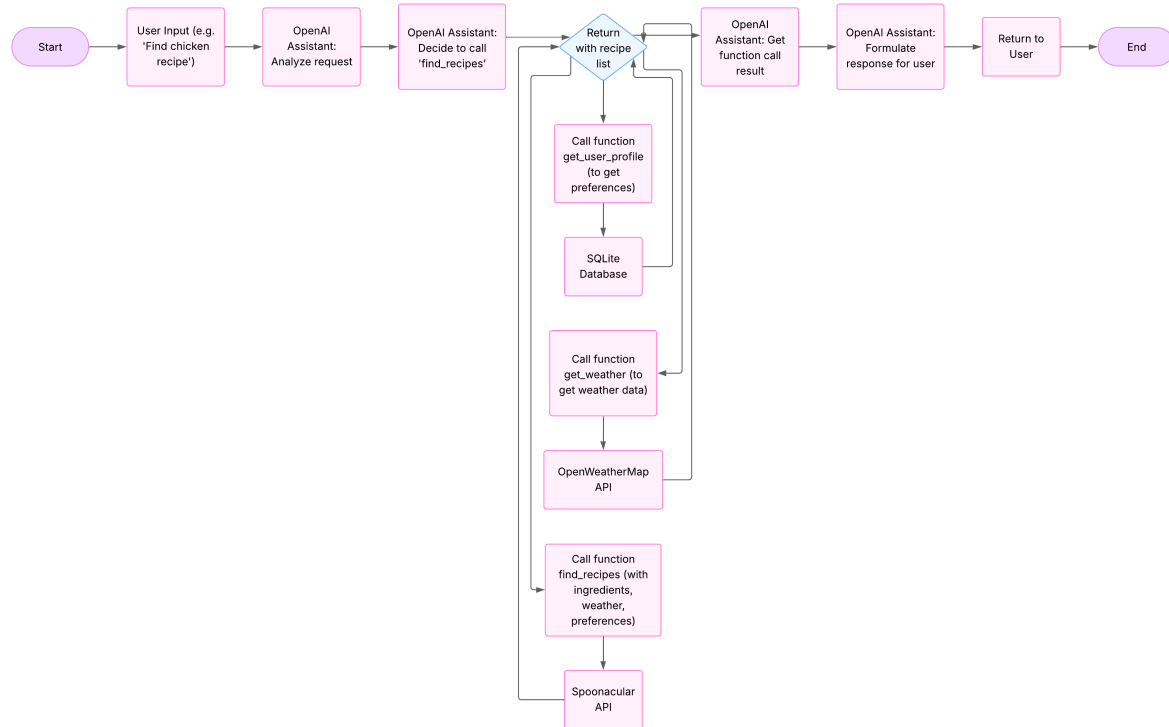 Start
User Input (e.g.
'Find chicken
recipe')
OpenAI
Assistant:
Analyze request
OpenAI Assistant:
Decide to call
'find_recipes'
Return
with recipe
list
OpenAI
Assistant: Get
function call
result
OpenAI Assistant:
Formulate
response for user
Return to
User
End
Call function
get_user_profile
(to get
preferences)
SQLite
Database
Call function
get_weather (to
get weather data)
OpenWeatherMap
API
Call function
find_recipes (with
ingredients,
weather,
preferences)
Spoonacular
API